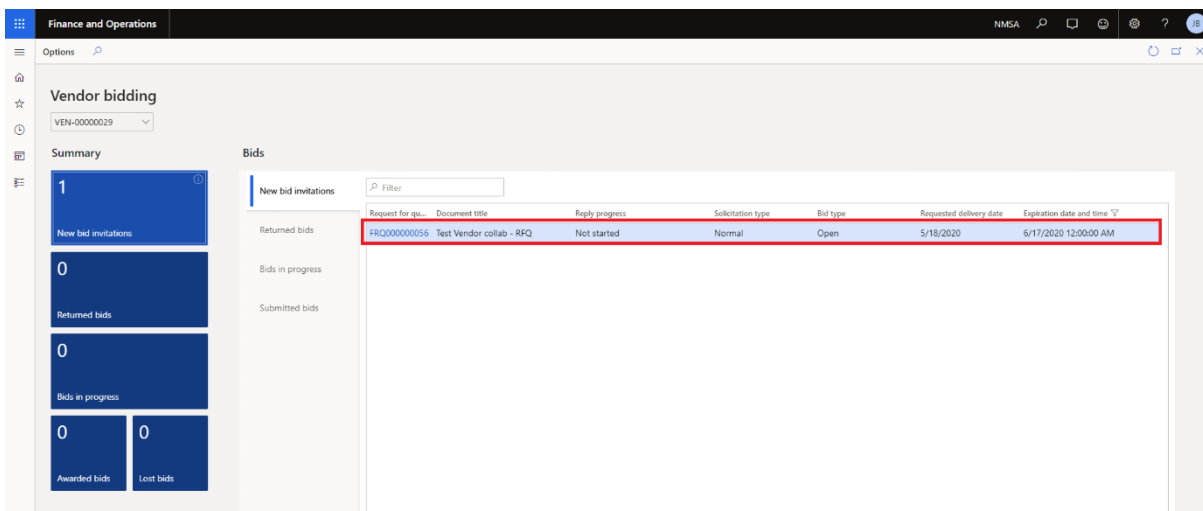 Finance and Operations NMSA ? JB
Options
Vendor bidding
VEN-00000029
Summary
1
New bid invitations
0
Returned bids
0
Bids in progress
0 0
Awarded bids Lost bids
Bids
New bid invitations
Returned bids
Bids in progress
Submitted bids
Filter
Request for qu... Document title Reply progress Solicitation type Bid type Requested delivery date Expiration date and time
FRQ000000056 Test Vendor collab - RFQ Not started Normal Open 5/18/2020 6/17/2020 12:00:00 AM